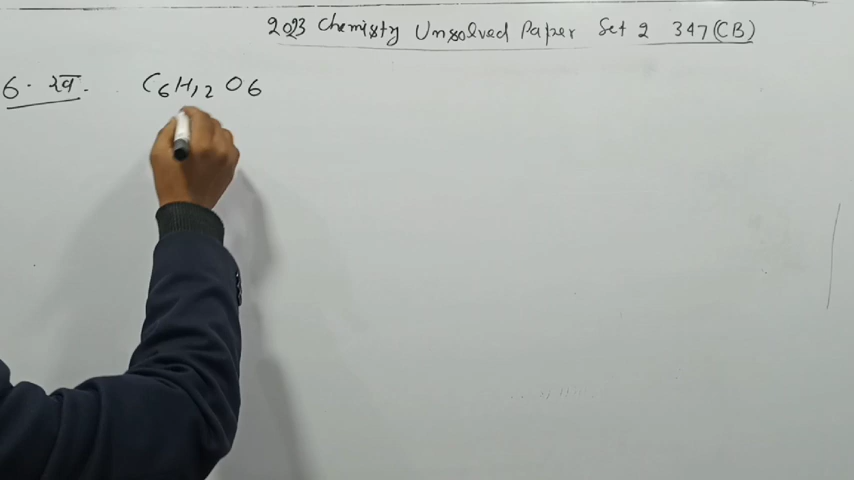 2023 Chemistry Unsolved Paper Set 2 347(CB)
6. ख. C6H12O6